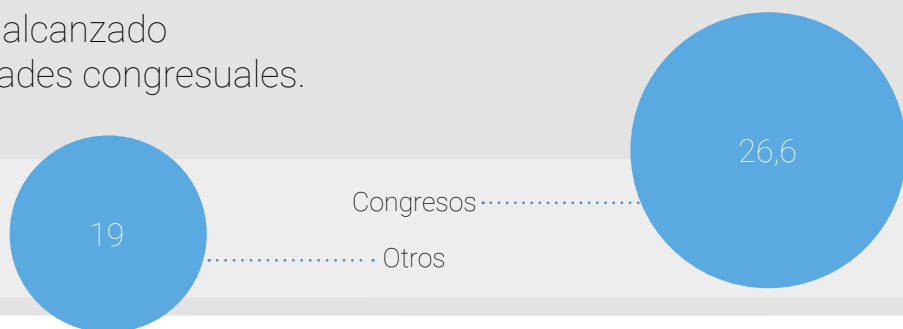 alcanzado
ades congresuales.
26,6
Congresos
19
Otros